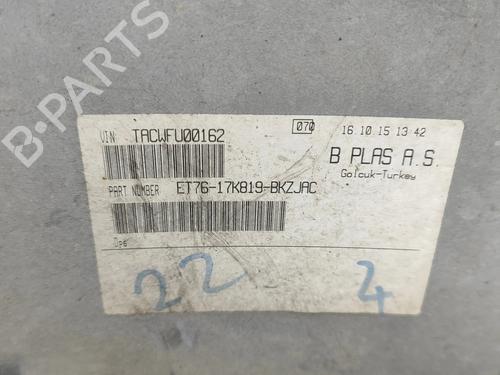 B-PARTS
VIN: TACWFU00162
070
16.10.15 13 42
B PLAS A.S.
Golcuk-Turkey
PART NUMBER ET76-17K819-BKZJAC
Ope
22
4